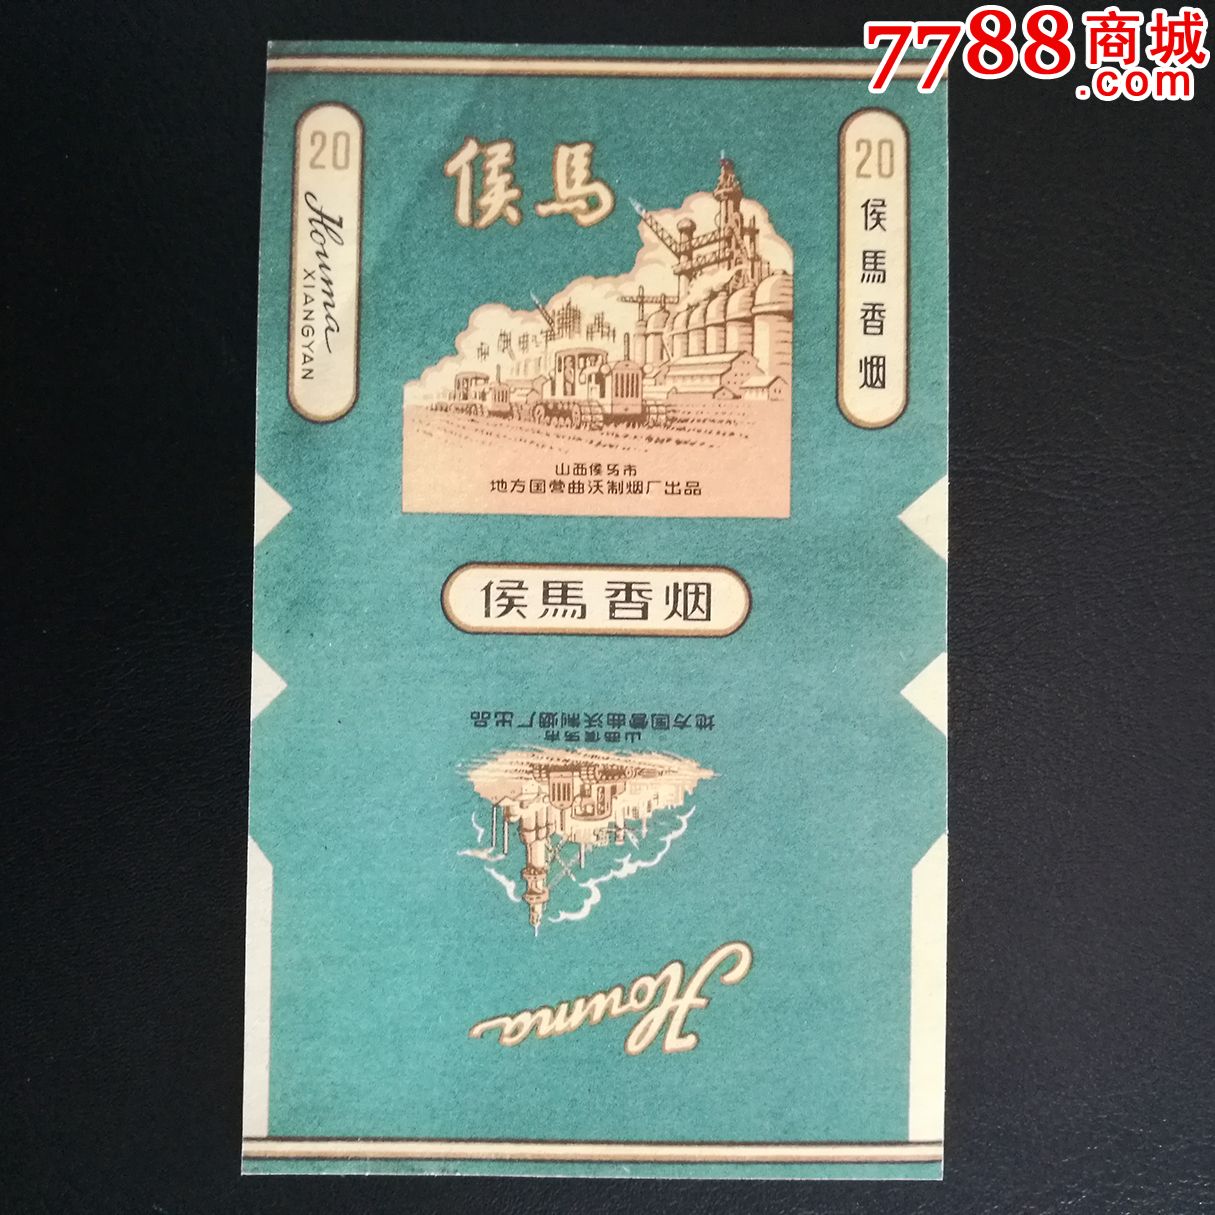 7788商城
.com
20
Houma
XIANGYAN
侯馬
20
侯馬香烟
山西侯马市
地方国营曲沃制烟厂出品
侯馬香烟
山西侯马市
地方国营曲沃制烟厂出品
Houma